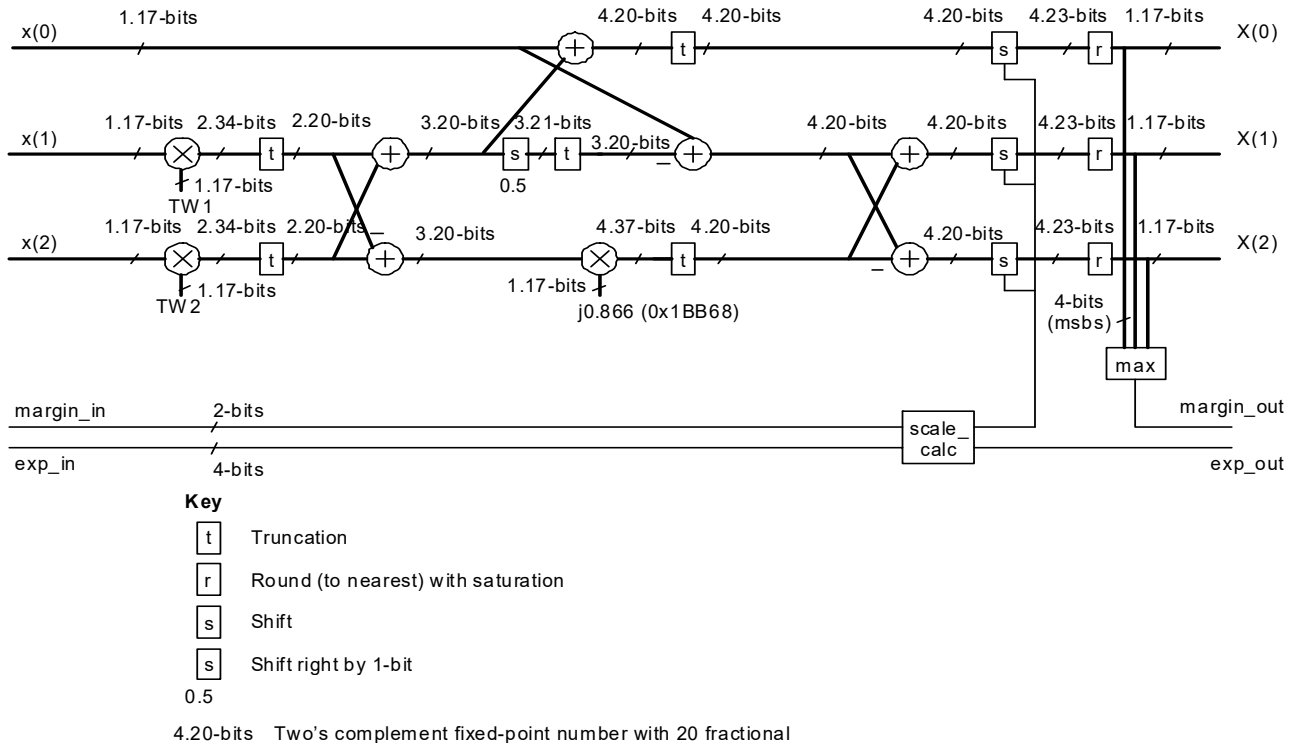 1.17-bits 4.20-bits 4.20-bits 4.20-bits 4.23-bits 1.17-bits
x(0) t s r X(0)
1.17-bits 2.34-bits 2.20-bits 3.20-bits 3.21-bits 3.20-bits 4.20-bits 4.20-bits 4.23-bits 1.17-bits
x(1) t s t s r X(1)
1.17-bits 0.5
TW1
1.17-bits 2.34-bits 2.20-bits 3.20-bits 4.37-bits 4.20-bits 4.20-bits 4.23-bits 1.17-bits
x(2) t t s r X(2)
1.17-bits 1.17-bits
TW2 j0.866 (0x1BB68)
4-bits
(msbs)
max
margin_in 2-bits margin_out
scale_
calc
exp_in 4-bits exp_out
Key
t Truncation
r Round (to nearest) with saturation
s Shift
s Shift right by 1-bit
0.5
4.20-bits Two's complement fixed-point number with 20 fractional